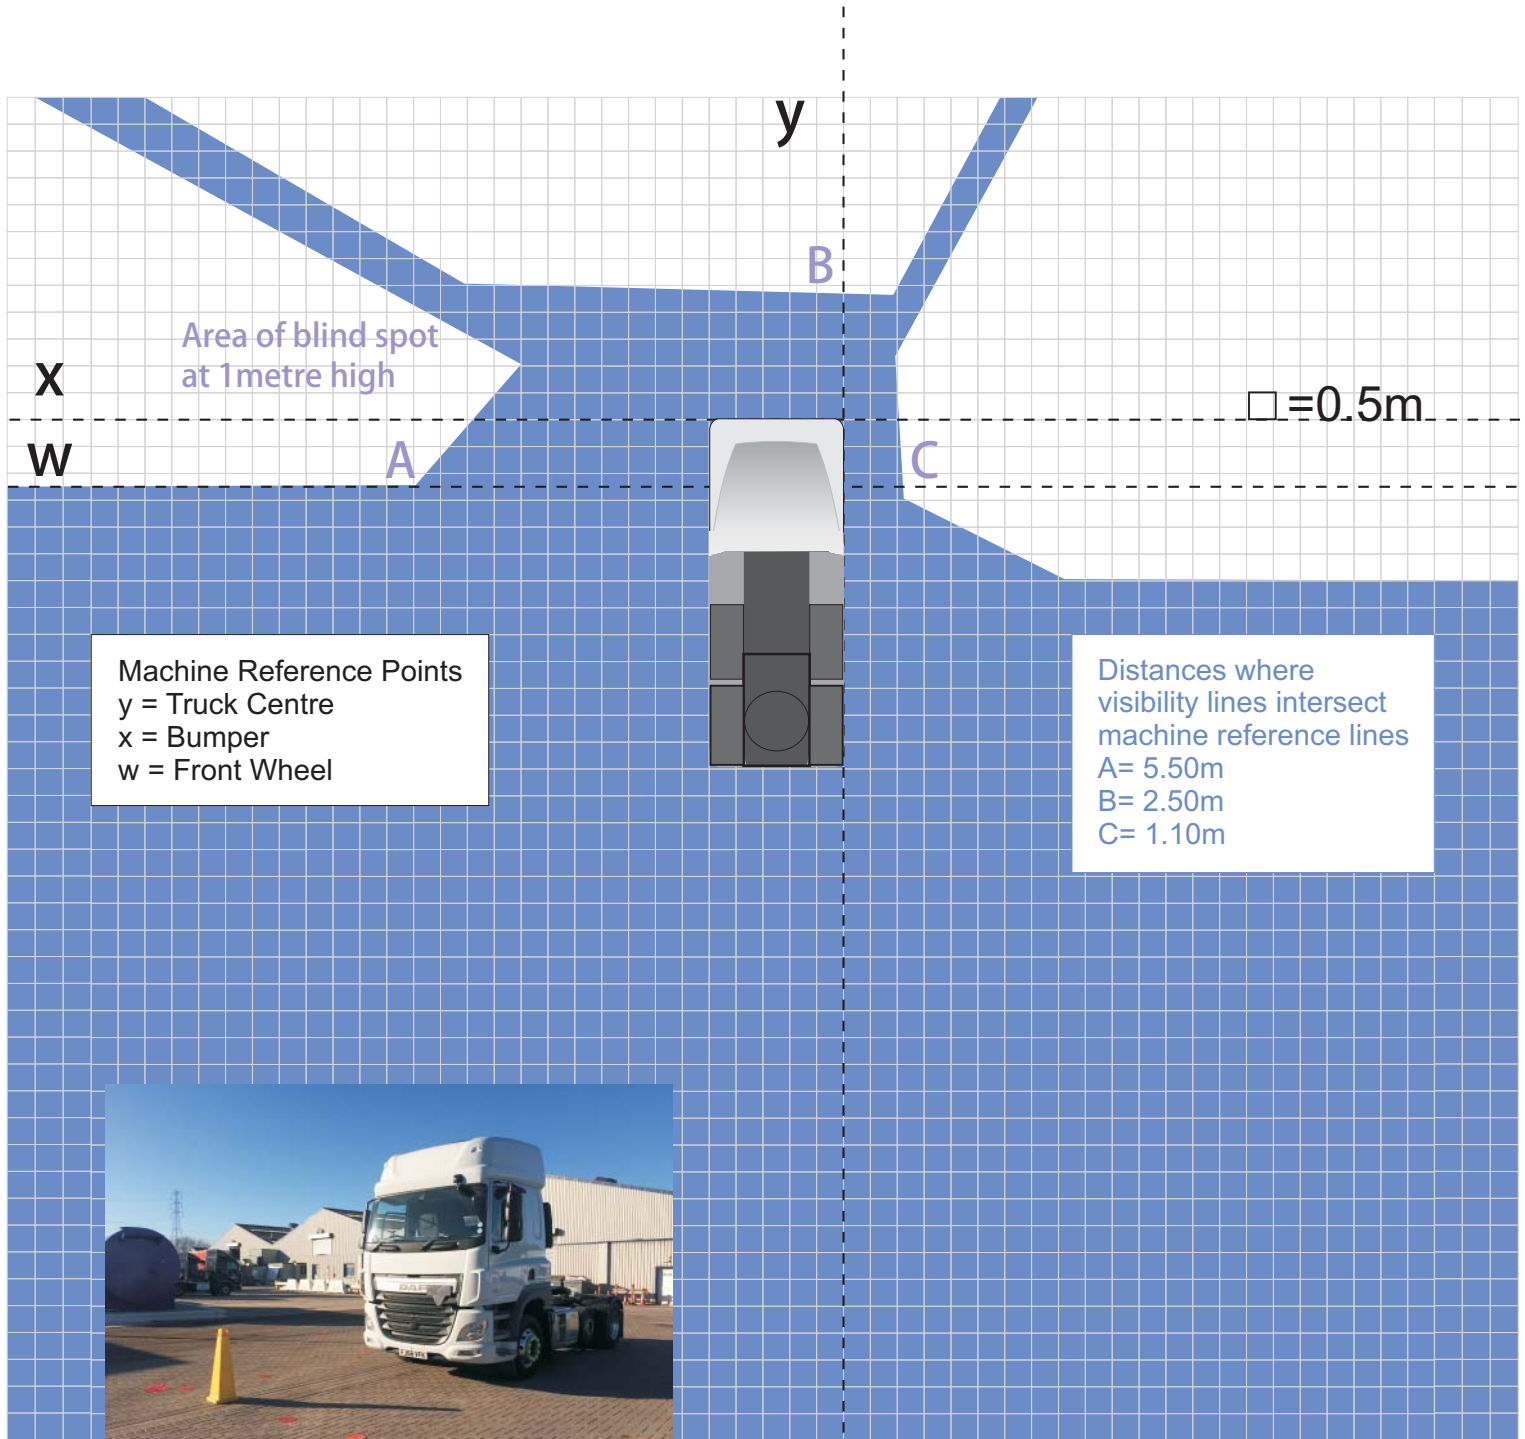 y
B
Area of blind spot
at 1metre high
x
=0.5m
w
A
C
Machine Reference Points
y = Truck Centre
x = Bumper
w = Front Wheel
Distances where
visibility lines intersect
machine reference lines
A= 5.50m
B= 2.50m
C= 1.10m
DAF